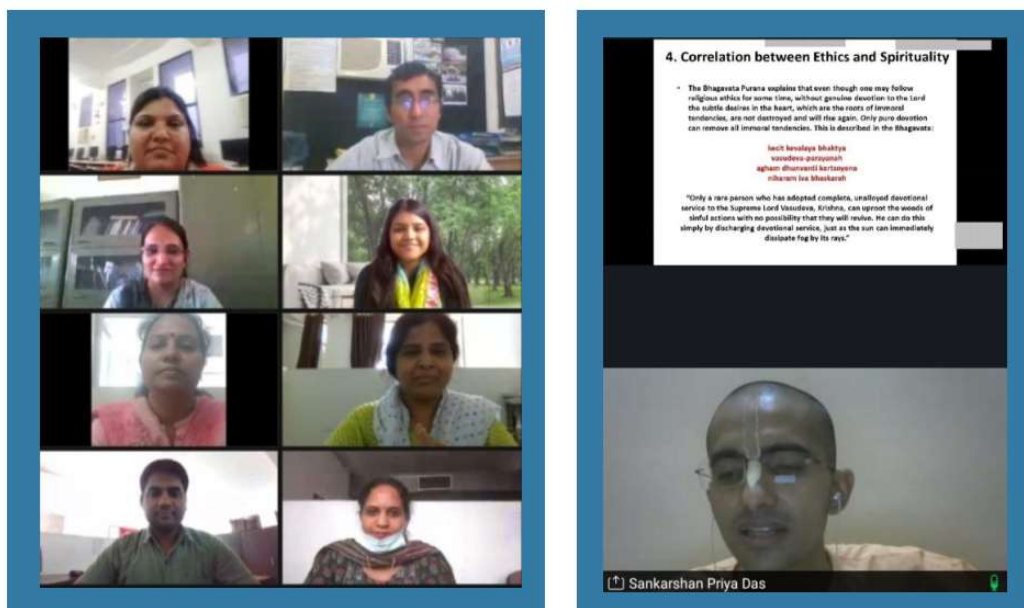 4. Correlation between Ethics and Spirituality
• The Bhagavata Purana explains that even though one may follow
religious ethics for some time, without genuine devotion to the Lord
the subtle desires in the heart, which are the roots of immoral
tendencies, are not destroyed and will rise again. Only pure devotion
can remove all immoral tendencies. This is described in the Bhagavata:
kecit kevalaya bhaktya
vasudeva-parayanah
agham dhunvanti kartsnyena
niharam iva bhaskarah
"Only a rare person who has adopted complete, unalloyed devotional
service to the Supreme Lord Vasudeva, Krishna, can uproot the weeds of
sinful actions with no possibility that they will revive. He can do this
simply by discharging devotional service, just as the sun can immediately
dissipate fog by its rays."
Sankarshan Priya Das